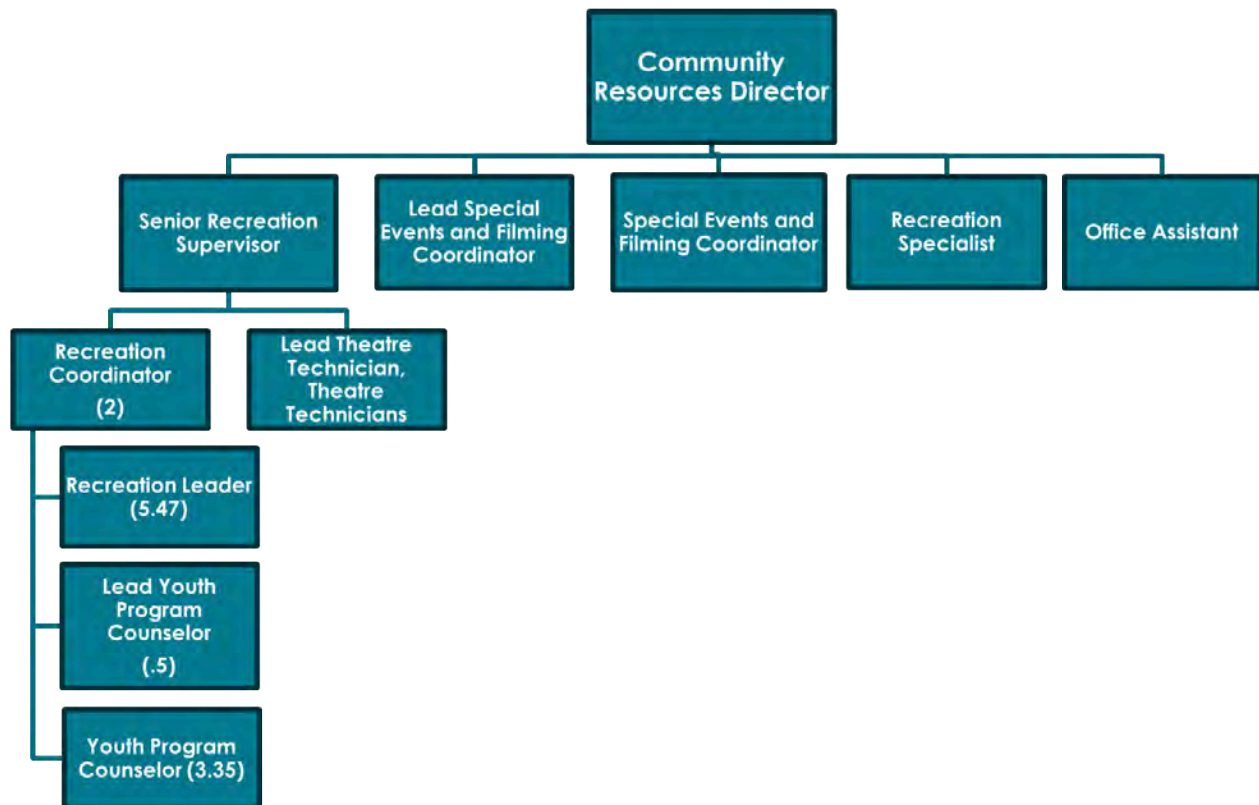 Community
Resources Director
Senior Recreation
Supervisor
Lead Special
Events and Filming
Coordinator
Special Events and
Filming Coordinator
Recreation
Specialist
Office Assistant
Recreation
Coordinator
(2)
Lead Theatre
Technician,
Theatre
Technicians
Recreation Leader
(5.47)
Lead Youth
Program
Counselor
(.5)
Youth Program
Counselor (3.35)